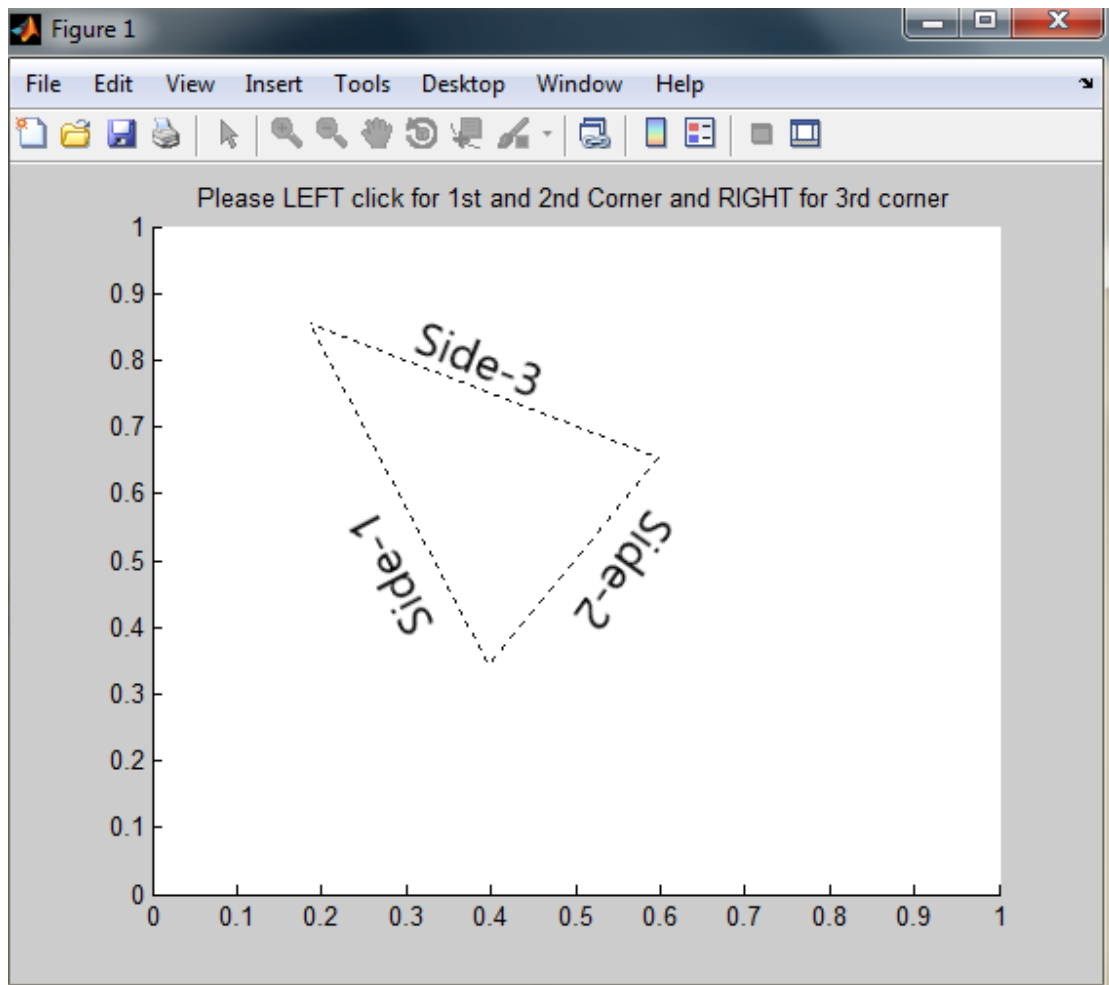 Figure 1
File Edit View Insert Tools Desktop Window Help
Please LEFT click for 1st and 2nd Corner and RIGHT for 3rd corner
1
0.9
0.8
0.7
0.6
0.5
0.4
0.3
0.2
0.1
0
Side-3
Side-1
Side-2
0 0.1 0.2 0.3 0.4 0.5 0.6 0.7 0.8 0.9 1